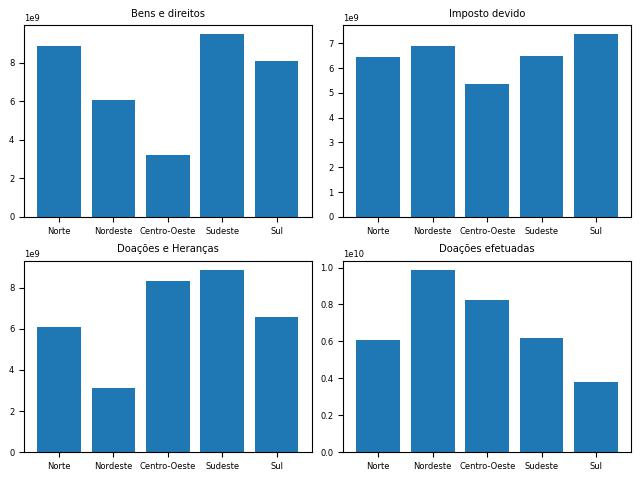 Bens e direitos
1e9
8
6
4
2
0
Norte Nordeste Centro-Oeste Sudeste Sul
Imposto devido
1e9
7
6
5
4
3
2
1
0
Norte Nordeste Centro-Oeste Sudeste Sul
Doações e Heranças
1e9
8
6
4
2
0
Norte Nordeste Centro-Oeste Sudeste Sul
Doações efetuadas
1e10
1.0
0.8
0.6
0.4
0.2
0.0
Norte Nordeste Centro-Oeste Sudeste Sul